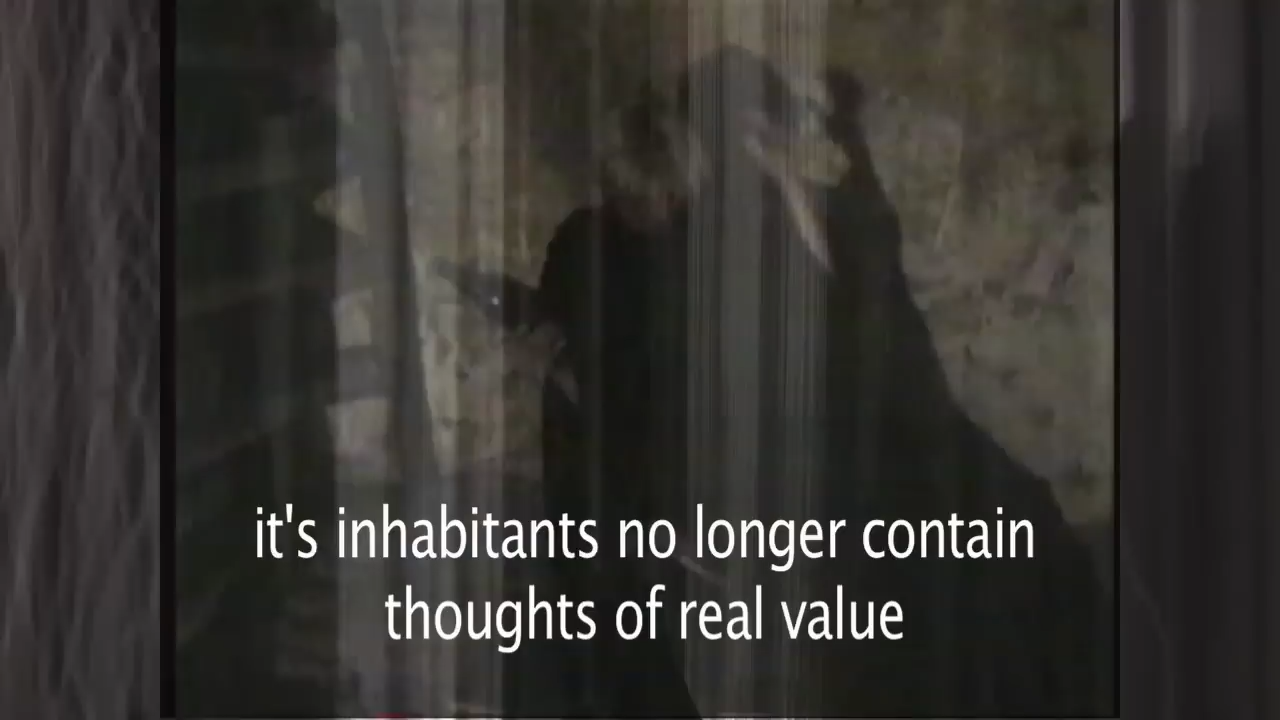 it's inhabitants no longer contain
thoughts of real value